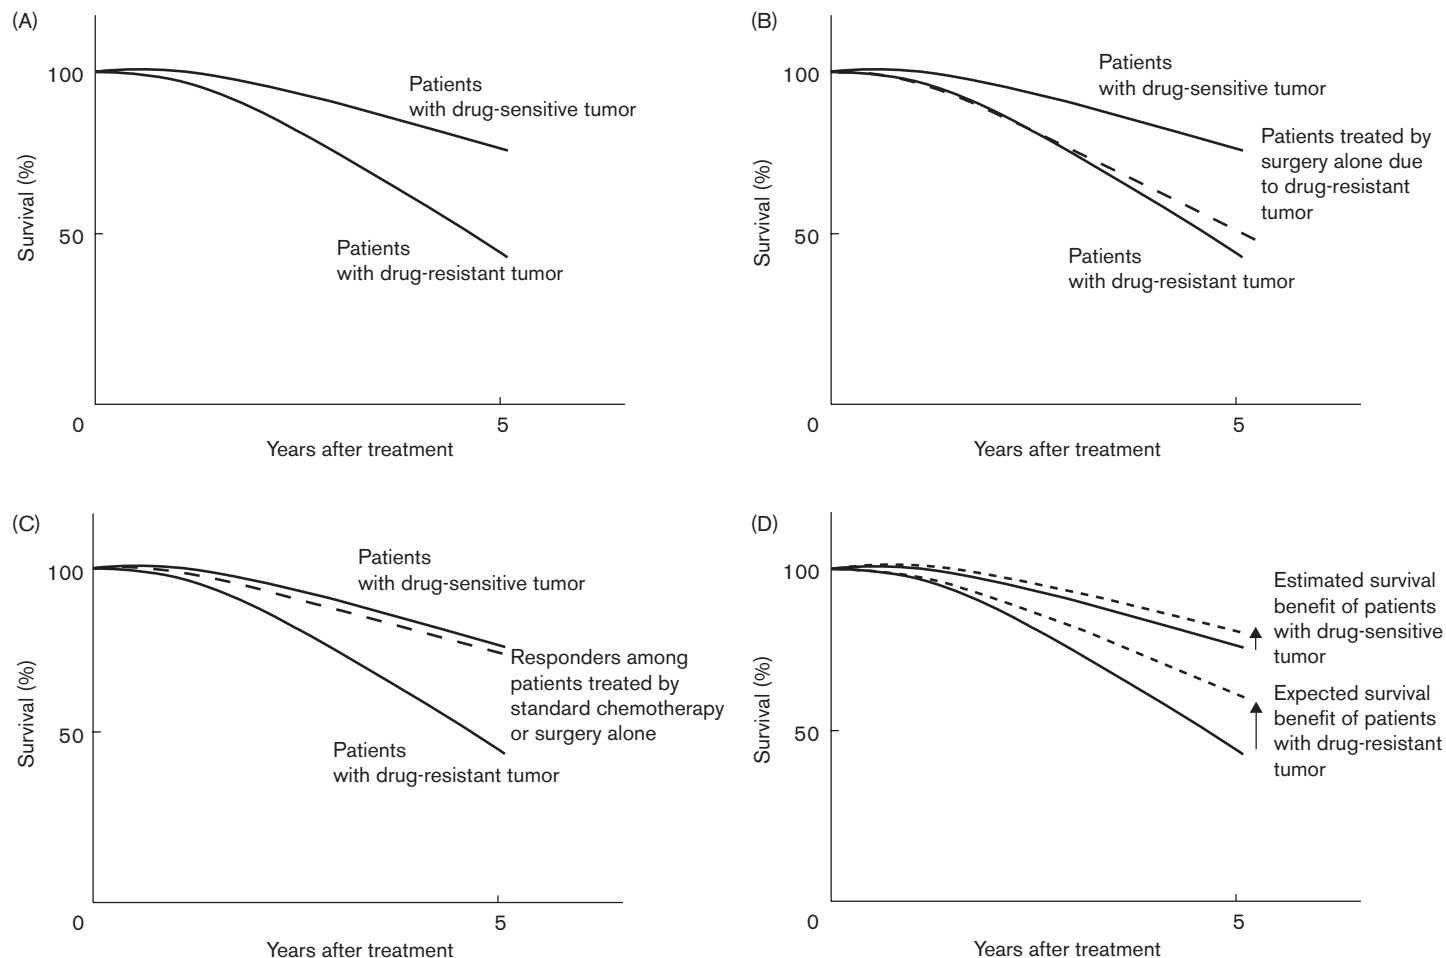 (A)
100
50
0
5
Survival (%)
Years after treatment
Patients
with drug-sensitive tumor
Patients
with drug-resistant tumor
(B)
100
50
0
5
Survival (%)
Years after treatment
Patients
with drug-sensitive tumor
Patients treated by
surgery alone due
to drug-resistant
tumor
Patients
with drug-resistant tumor
(C)
100
50
0
5
Survival (%)
Years after treatment
Patients
with drug-sensitive tumor
Responders among
patients treated by
standard chemotherapy
or surgery alone
Patients
with drug-resistant tumor
(D)
100
50
0
5
Survival (%)
Years after treatment
Estimated survival
benefit of patients
with drug-sensitive
tumor
Expected survival
benefit of patients
with drug-resistant
tumor